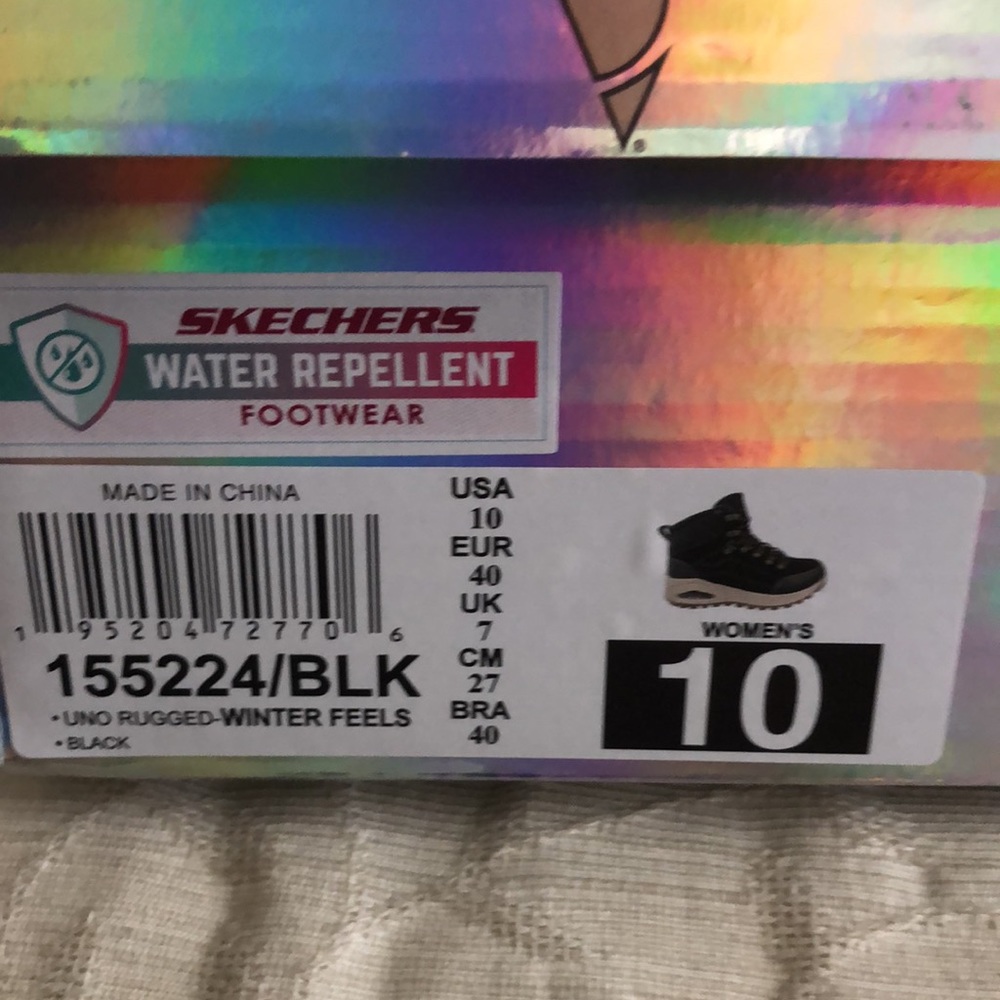 ®
SKECHERS
WATER REPELLENT
FOOTWEAR
MADE IN CHINA
1 95204 72770 6
155224/BLK
• UNO RUGGED-WINTER FEELS
• BLACK
USA
10
EUR
40
UK
7
CM
27
BRA
40
WOMEN'S
10